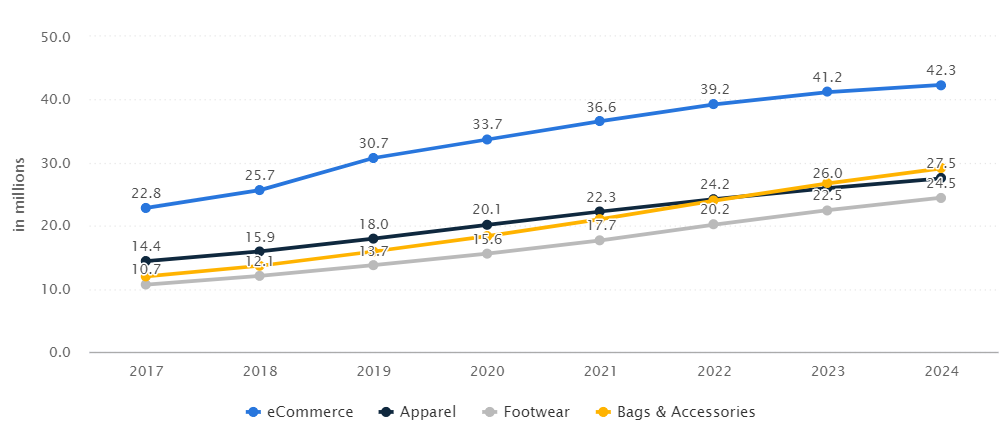 50.0
40.0
30.0
20.0
10.0
0.0
in millions
22.8 25.7 30.7 33.7 36.6 39.2 41.2 42.3
14.4 15.9 18.0 20.1 22.3 24.2 26.0 27.5
10.7 12.1 13.7 15.6 17.7 20.2 22.5 24.5
2017 2018 2019 2020 2021 2022 2023 2024
eCommerce Apparel Footwear Bags & Accessories